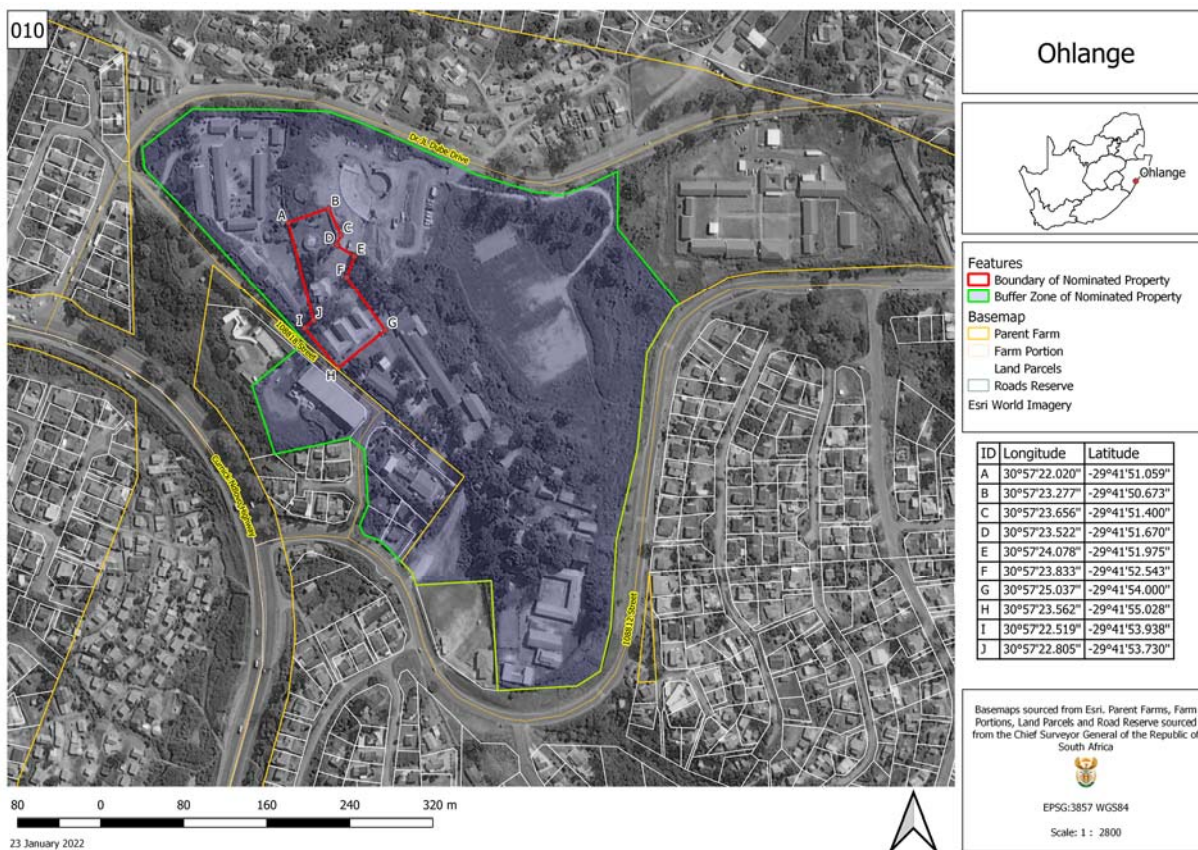 010
Ohlange
Ohlange
Dr JL Dube Drive
A
B
C
D
E
F
G
H
I
J
108818 Street
108812 Street
Features
Boundary of Nominated Property
Buffer Zone of Nominated Property
Basemap
Parent Farm
Farm Portion
Land Parcels
Roads Reserve
Esri World Imagery
ID Longitude Latitude
A 30°57'22.020" -29°41'51.059"
B 30°57'23.277" -29°41'50.673"
C 30°57'23.656" -29°41'51.400"
D 30°57'23.522" -29°41'51.670"
E 30°57'24.078" -29°41'51.975"
F 30°57'23.833" -29°41'52.543"
G 30°57'25.037" -29°41'54.000"
H 30°57'23.562" -29°41'55.028"
I 30°57'22.519" -29°41'53.938"
J 30°57'22.805" -29°41'53.730"
Basemaps sourced from Esri. Parent Farms, Farm
Portions, Land Parcels and Road Reserve sourced
from the Chief Surveyor General of the Republic of
South Africa
EPSG:3857 WGS84
Scale: 1 : 2800
80 0 80 160 240 320 m
23 January 2022